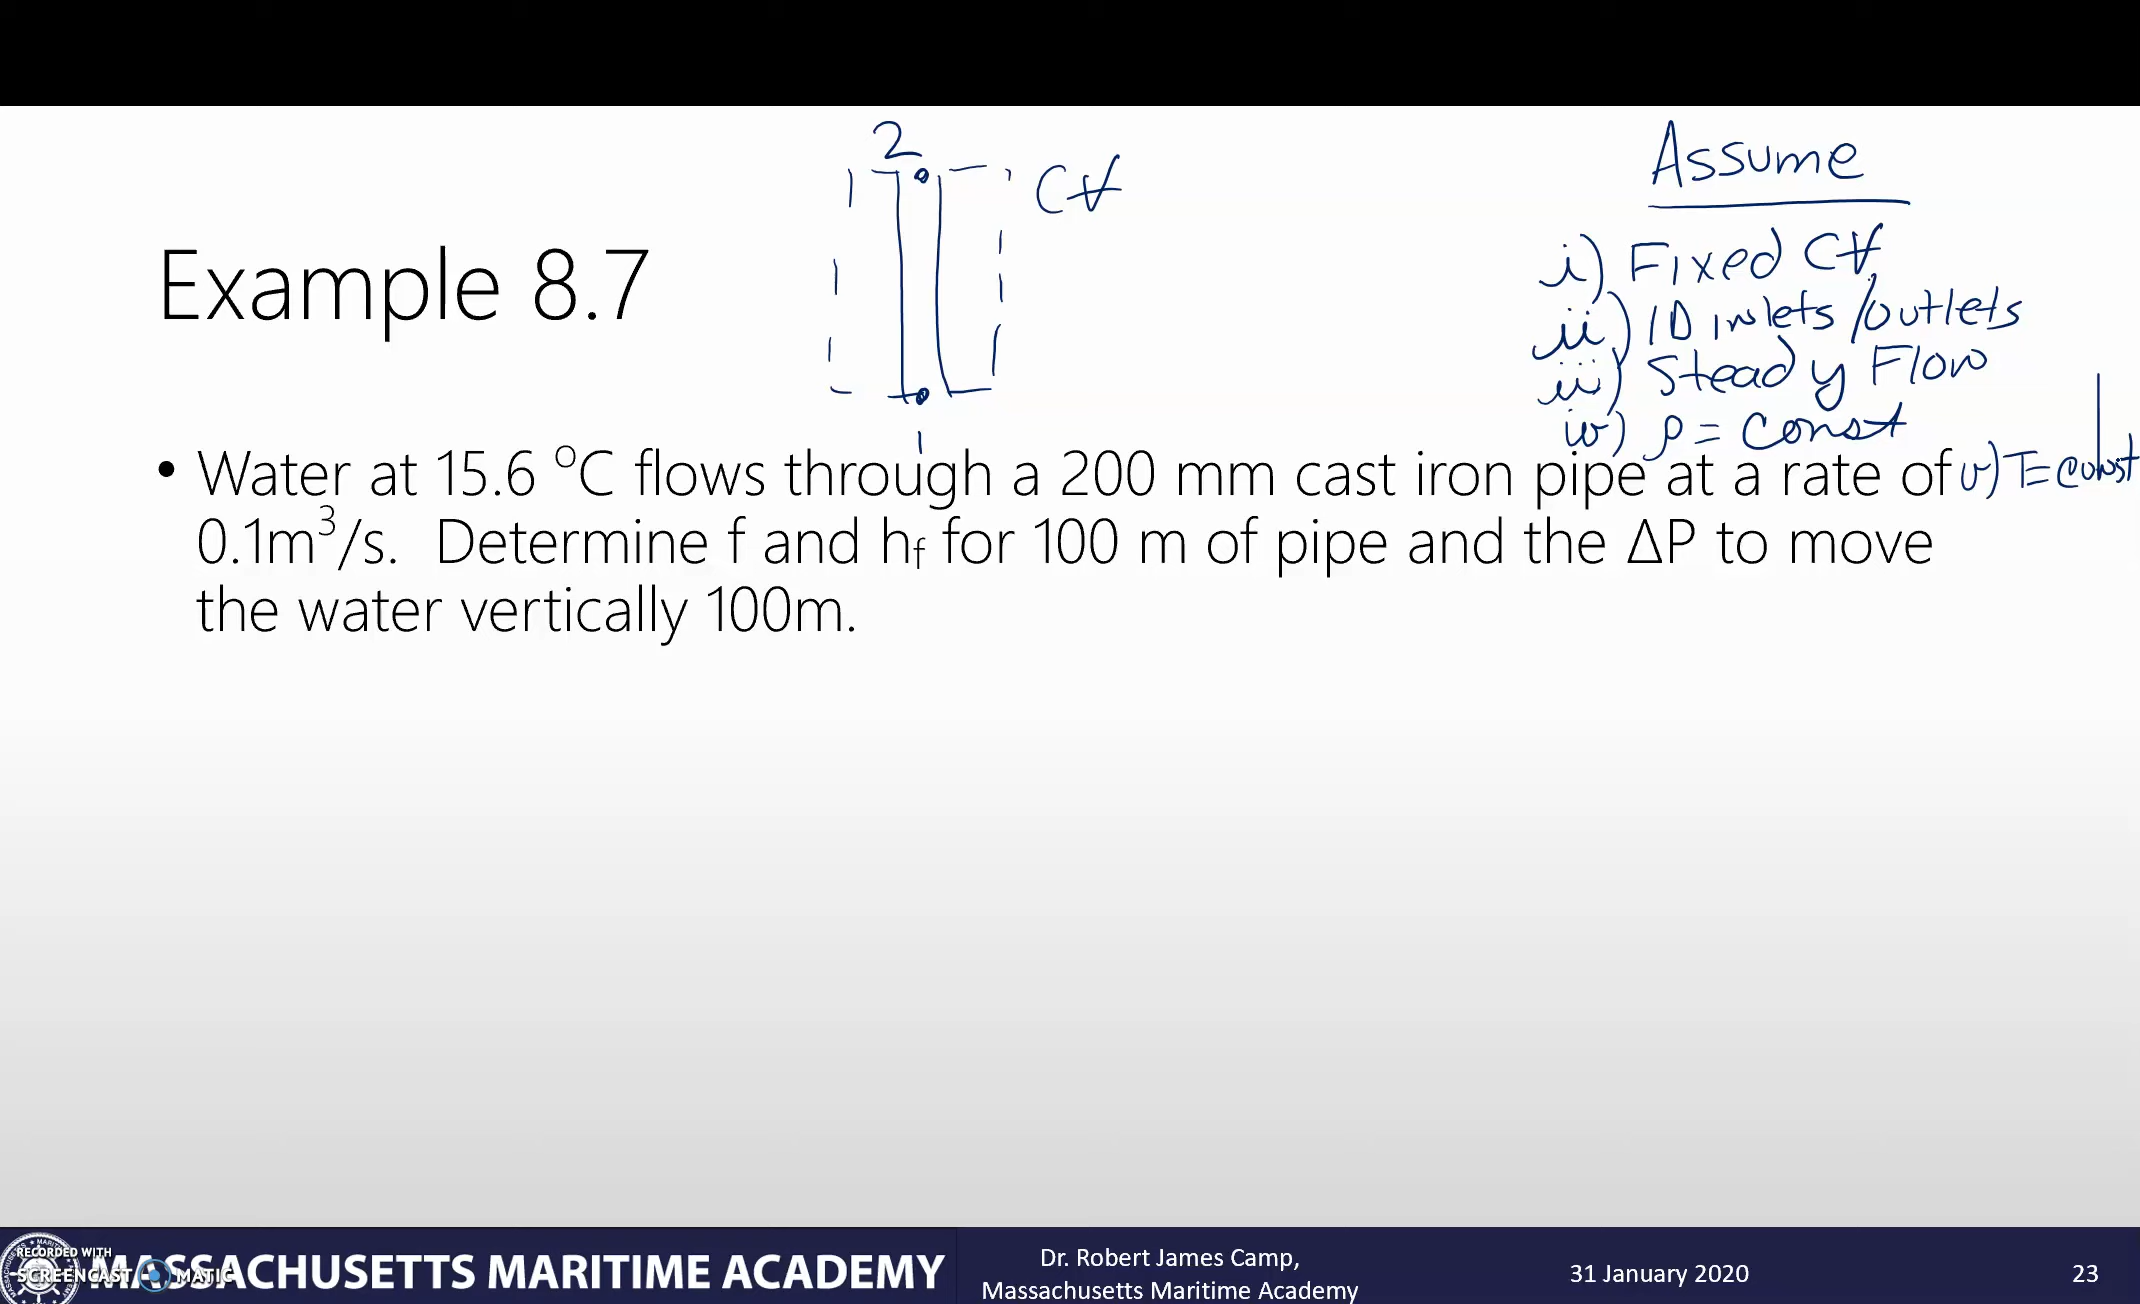 2
C∀
Assume
Example 8.7
i) Fixed C∀
ii) 1D inlets/outlets
iii) Steady Flow
iv) ρ = const
1
• Water at 15.6 ºC flows through a 200 mm cast iron pipe at a rate of
v) T = const
0.1m³/s. Determine f and hf for 100 m of pipe and the ΔP to move
the water vertically 100m.
RECORDED WITH
SCREENCAST MATIC
MASSACHUSETTS MARITIME ACADEMY
Dr. Robert James Camp,
Massachusetts Maritime Academy
31 January 2020
23